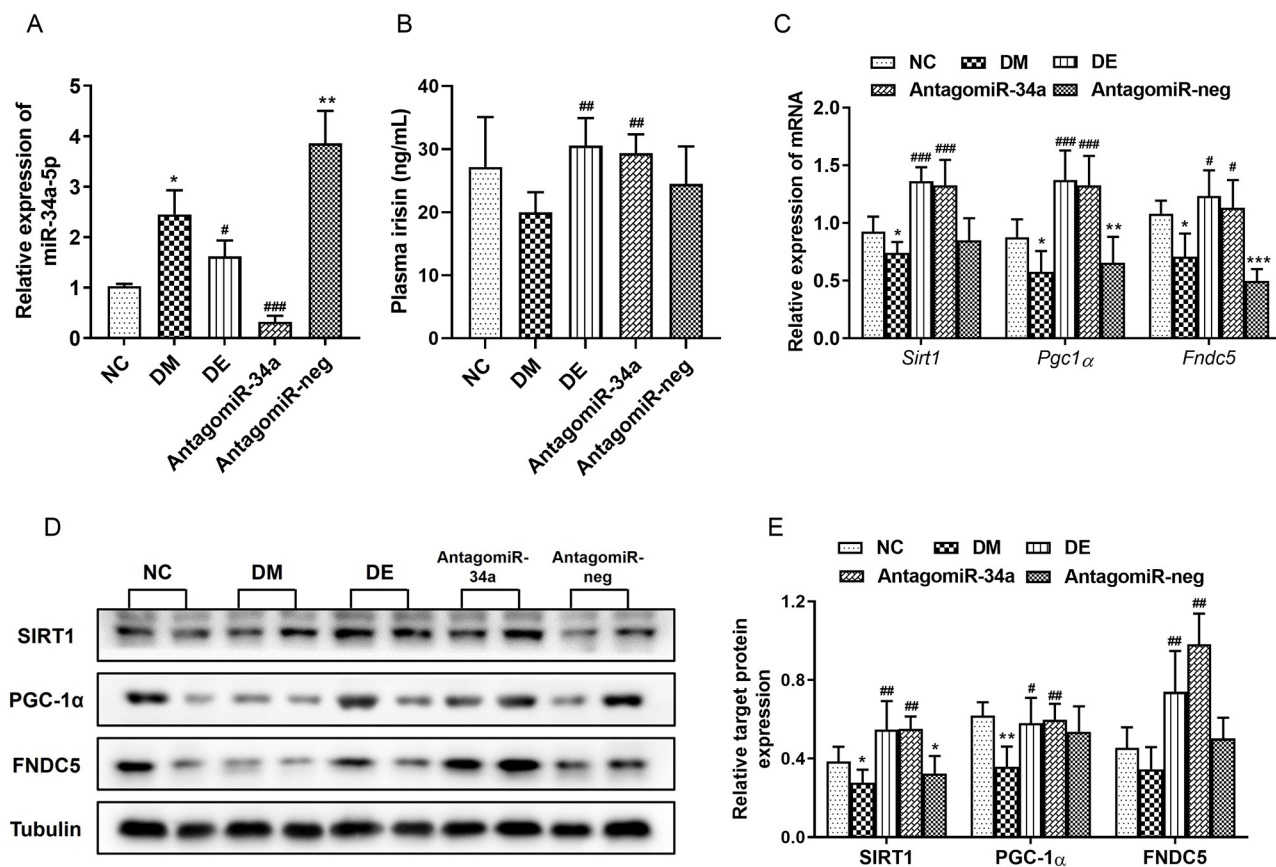 A
Relative expression of
miR-34a-5p
5
4
3
2
1
0
*
#
###
**
NC
DM
DE
AntagomiR-34a
AntagomiR-neg
B
Plasma irisin (ng/mL)
40
30
20
10
0
##
##
NC
DM
DE
AntagomiR-34a
AntagomiR-neg
C
NC DM DE
AntagomiR-34a AntagomiR-neg
Relative expression of mRNA
2.0
1.5
1.0
0.5
0.0
* ### ###
* ### ### **
* # # ***
Sirt1 Pgc1α Fndc5
D
NC DM DE AntagomiR-
34a AntagomiR-
neg
SIRT1
PGC-1α
FNDC5
Tubulin
E
NC DM DE
AntagomiR-34a AntagomiR-neg
Relative target protein
expression
1.2
0.8
0.4
0.0
* ## ## *
** # ##
## ##
SIRT1 PGC-1α FNDC5